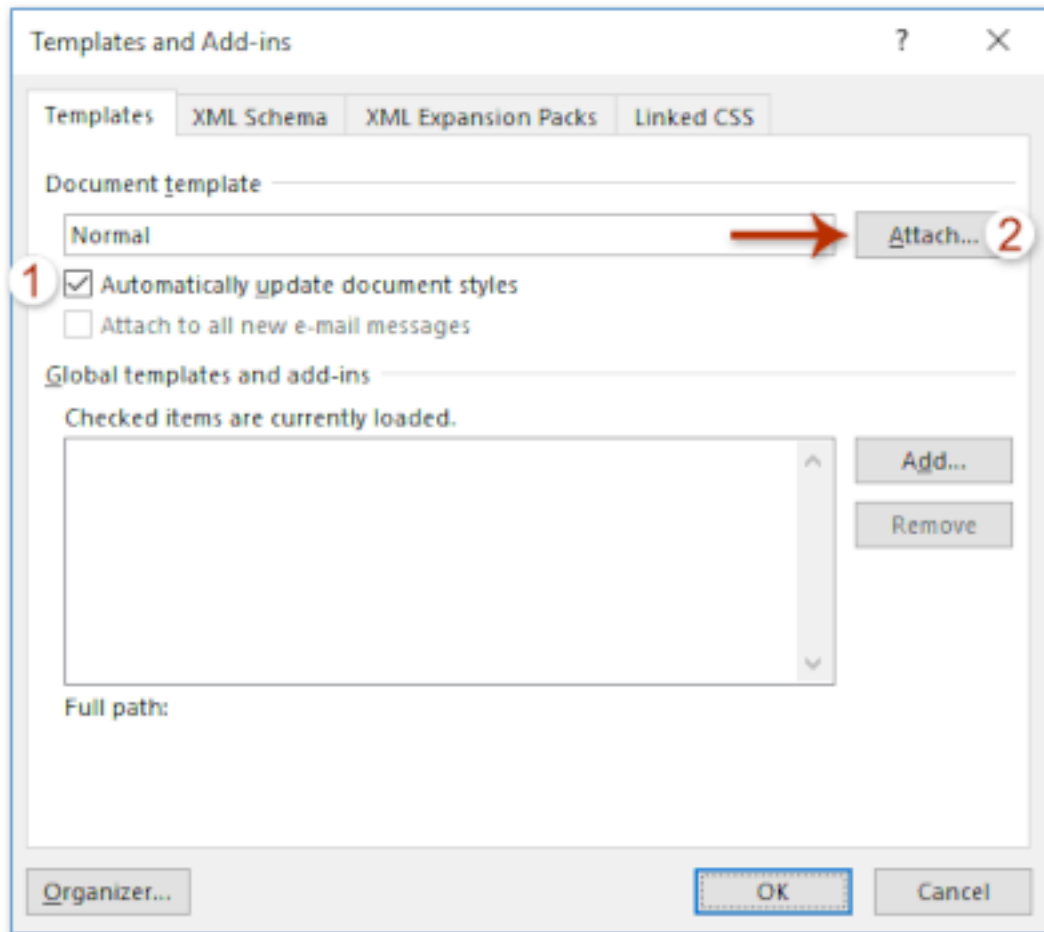 Templates and Add-ins ?
Templates XML Schema XML Expansion Packs Linked CSS
Document template
Normal Attach... 2
1 Automatically update document styles
Attach to all new e-mail messages
Global templates and add-ins
Checked items are currently loaded.
Add...
Remove
Full path:
Organizer... OK Cancel